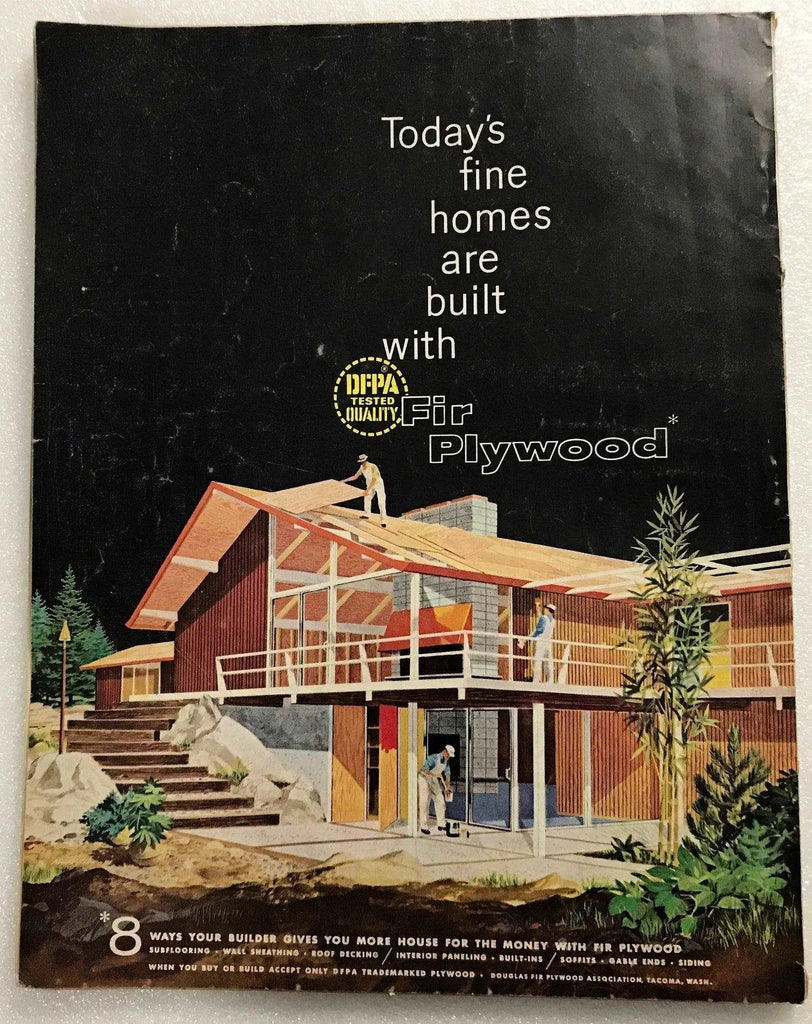 Today's
fine
homes
are
built
with
DFPA®
TESTED
QUALITY
Fir
Plywood*
*8 WAYS YOUR BUILDER GIVES YOU MORE HOUSE FOR THE MONEY WITH FIR PLYWOOD
SUBFLOORING · WALL SHEATHING · ROOF DECKING / INTERIOR PANELING · BUILT-INS / SOFFITS · GABLE ENDS · SIDING
WHEN YOU BUY OR BUILD ACCEPT ONLY DFPA TRADEMARKED PLYWOOD · DOUGLAS FIR PLYWOOD ASSOCIATION, TACOMA, WASH.